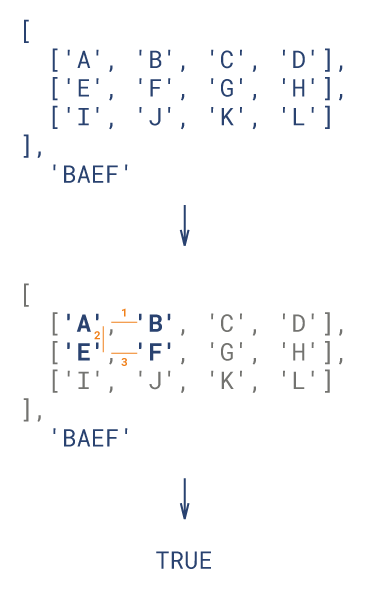 [
['A', 'B', 'C', 'D'],
['E', 'F', 'G', 'H'],
['I', 'J', 'K', 'L']
],
'BAEF'
[
1
['A', 'B', 'C', 'D'],
2
['E', 'F', 'G', 'H'],
3
['I', 'J', 'K', 'L']
],
'BAEF'
TRUE